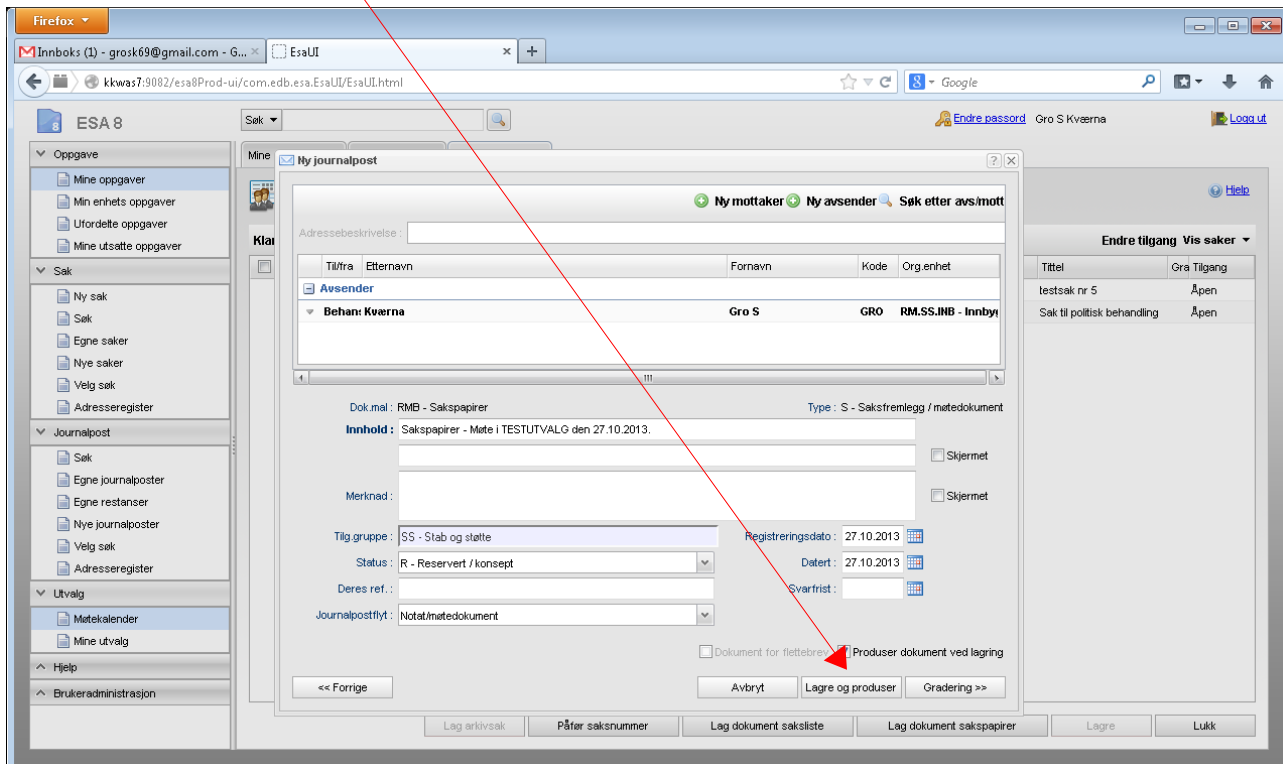 Firefox
Innboks (1) - grosk69@gmail.com - G...
EsaUI
kkwas7:9082/esa8Prod-ui/com.edb.esa.EsaUI/EsaUI.html
Google
ESA 8
Søk
Endre passord Gro S Kværna
Logg ut
Oppgave
Mine oppgaver
Min enhets oppgaver
Ufordelte oppgaver
Mine utsatte oppgaver
Sak
Ny sak
Søk
Egne saker
Nye saker
Velg søk
Adresseregister
Journalpost
Søk
Egne journalposter
Egne restanser
Nye journalposter
Velg søk
Adresseregister
Utvalg
Møtekalender
Mine utvalg
Hjelp
Brukeradministrasjon
Mine
Klar
Hjelp
Endre tilgang Vis saker
Tittel Gra Tilgang
testsak nr 5 Åpen
Sak til politisk behandling Åpen
Ny journalpost
Ny mottaker Ny avsender Søk etter avs/mott
Adressebeskrivelse :
Til/fra Etternavn Fornavn Kode Org.enhet
Avsender
Behan: Kværna Gro S GRO RM.SS.INB - Innbyg
Dok.mal : RMB - Sakspapirer Type : S - Saksfremlegg / møtedokument
Innhold : Sakspapirer - Møte i TESTUTVALG den 27.10.2013.
Skjermet
Merknad : Skjermet
Tilg.gruppe : SS - Stab og støtte Registreringsdato : 27.10.2013
Status : R - Reservert / konsept Datert : 27.10.2013
Deres ref. : Svarfrist :
Journalpostflyt : Notat/møtedokument
Dokument for flettebrev Produser dokument ved lagring
<< Forrige Avbryt Lagre og produser Gradering >>
Lag arkivsak Påfør saksnummer Lag dokument saksliste Lag dokument sakspapirer Lagre Lukk